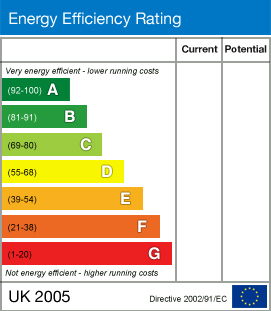 Energy Efficiency Rating
Current Potential
Very energy efficient - lower running costs
(92-100) A
(81-91) B
(69-80) C
(55-68) D
(39-54) E
(21-38) F
(1-20) G
Not energy efficient - higher running costs
UK 2005 Directive 2002/91/EC